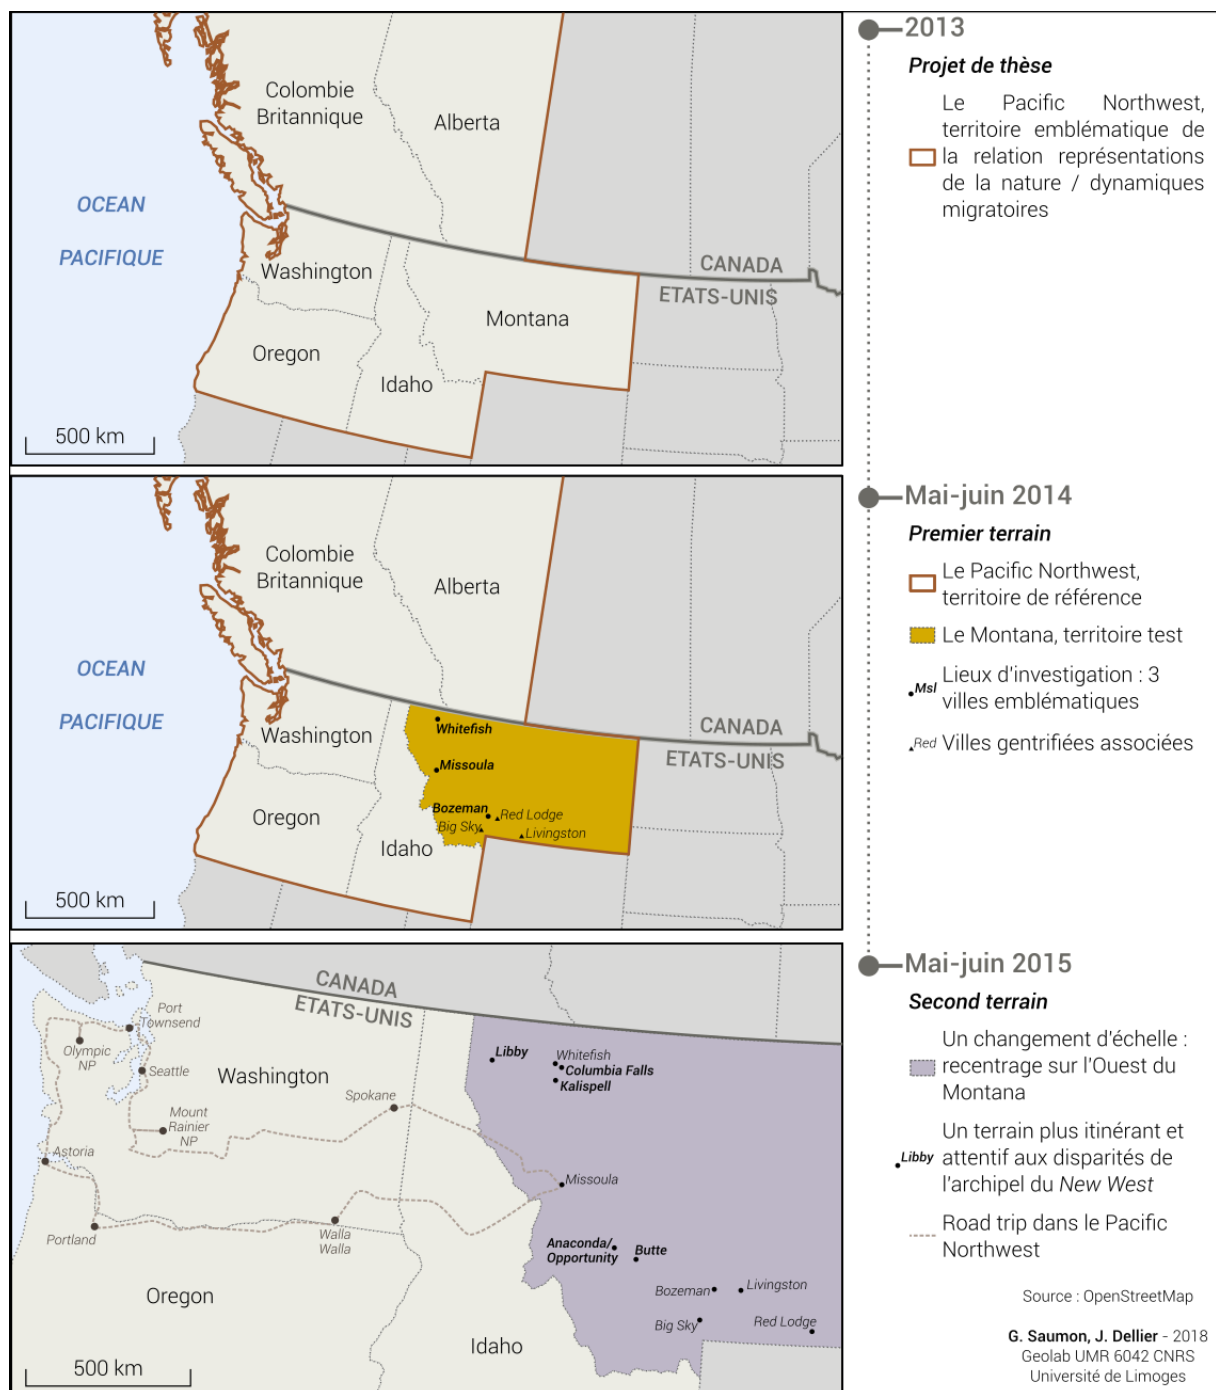 Colombie
Britannique
Alberta
OCEAN
PACIFIQUE
Washington
CANADA
ETATS-UNIS
Montana
Oregon
Idaho
500 km
2013
Projet de thèse
Le Pacific Northwest,
territoire emblématique de
la relation représentations
de la nature / dynamiques
migratoires
Colombie
Britannique
Alberta
OCEAN
PACIFIQUE
Washington
CANADA
ETATS-UNIS
Whitefish
Missoula
Bozeman
Red Lodge
Big Sky
Livingston
Oregon
Idaho
500 km
Mai-juin 2014
Premier terrain
Le Pacific Northwest,
territoire de référence
Le Montana, territoire test
Msl
Lieux d'investigation : 3
villes emblématiques
Red
Villes gentrifiées associées
CANADA
ETATS-UNIS
Port
Townsend
Olympic
NP
Seattle
Washington
Mount
Rainier
NP
Spokane
Astoria
Portland
Walla
Walla
Libby
Whitefish
Columbia Falls
Kalispell
Missoula
Anaconda/
Opportunity
Butte
Bozeman
Livingston
Big Sky
Red Lodge
Oregon
Idaho
500 km
Mai-juin 2015
Second terrain
Un changement d'échelle :
recentrage sur l'Ouest du
Montana
Libby
Un terrain plus itinérant et
attentif aux disparités de
l'archipel du New West
Road trip dans le Pacific
Northwest
Source : OpenStreetMap
G. Saumon, J. Dellier - 2018
Geolab UMR 6042 CNRS
Université de Limoges